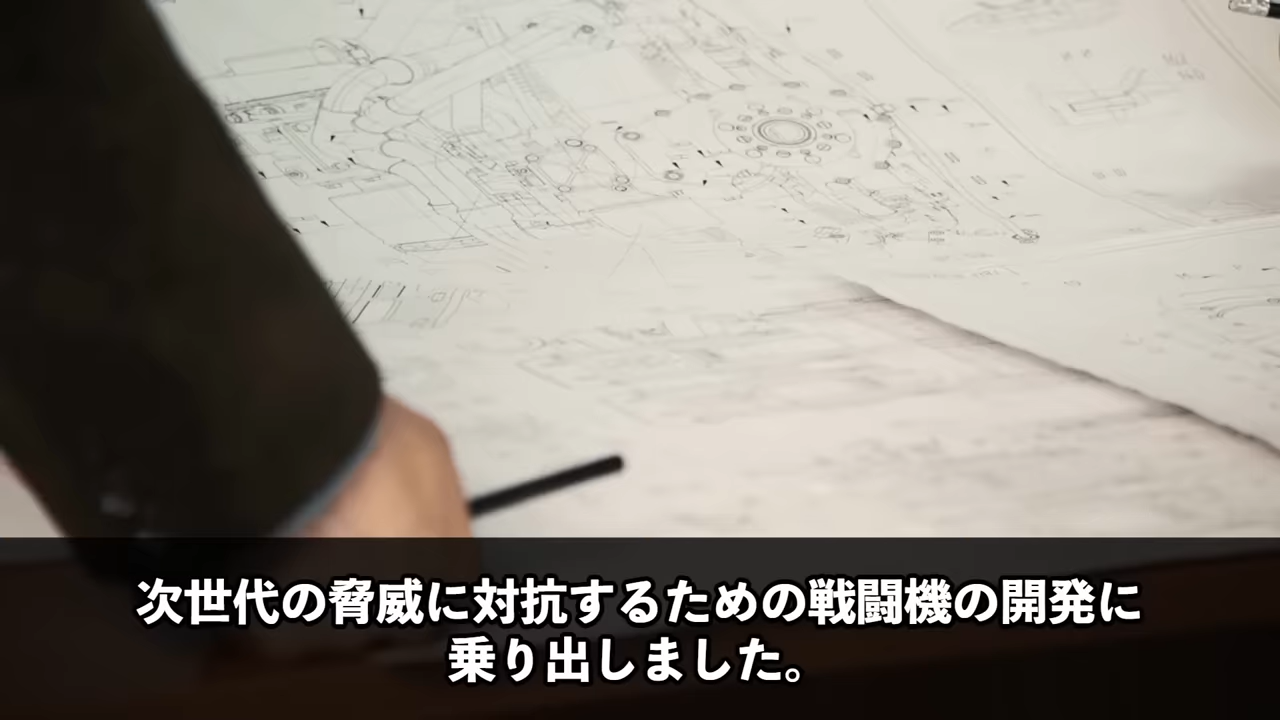 次世代の脅威に対抗するための戦闘機の開発に
乗り出しました。